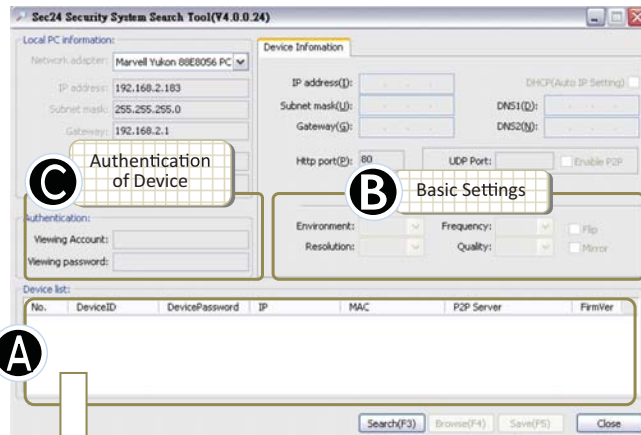 Sec24 Security System Search Tool(V4.0.0.24)
Local PC information:
Network adapter: Marvell Yukon 88E8056 PC
IP address: 192.168.2.183
Subnet mask: 255.255.255.0
Gateway: 192.168.2.1
Device Infomation
IP address(I):
DHCP(Auto IP Setting)
Subnet mask(U):
DNS1(D):
Gateway(G):
DNS2(N):
Http port(P): 80
UDP Port:
Enable P2P
C
Authentication
of Device
B
Basic Settings
Authentication:
Viewing Account:
Viewing password:
Environment:
Frequency:
Flip
Resolution:
Quality:
Mirror
Device list:
No. DeviceID DevicePassword IP MAC P2P Server FirmVer
A
Search(F3) Browse(F4) Save(F5) Close